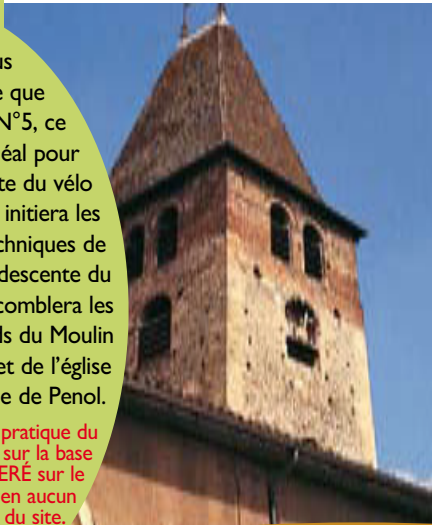 us
e que
N°5, ce
éal pour
te du vélo
initiera les
chniques de
descente du
comblera les
ls du Moulin
et de l'église
e de Penol.
pratique du
sur la base
ERÉ sur le
en aucun
du site.